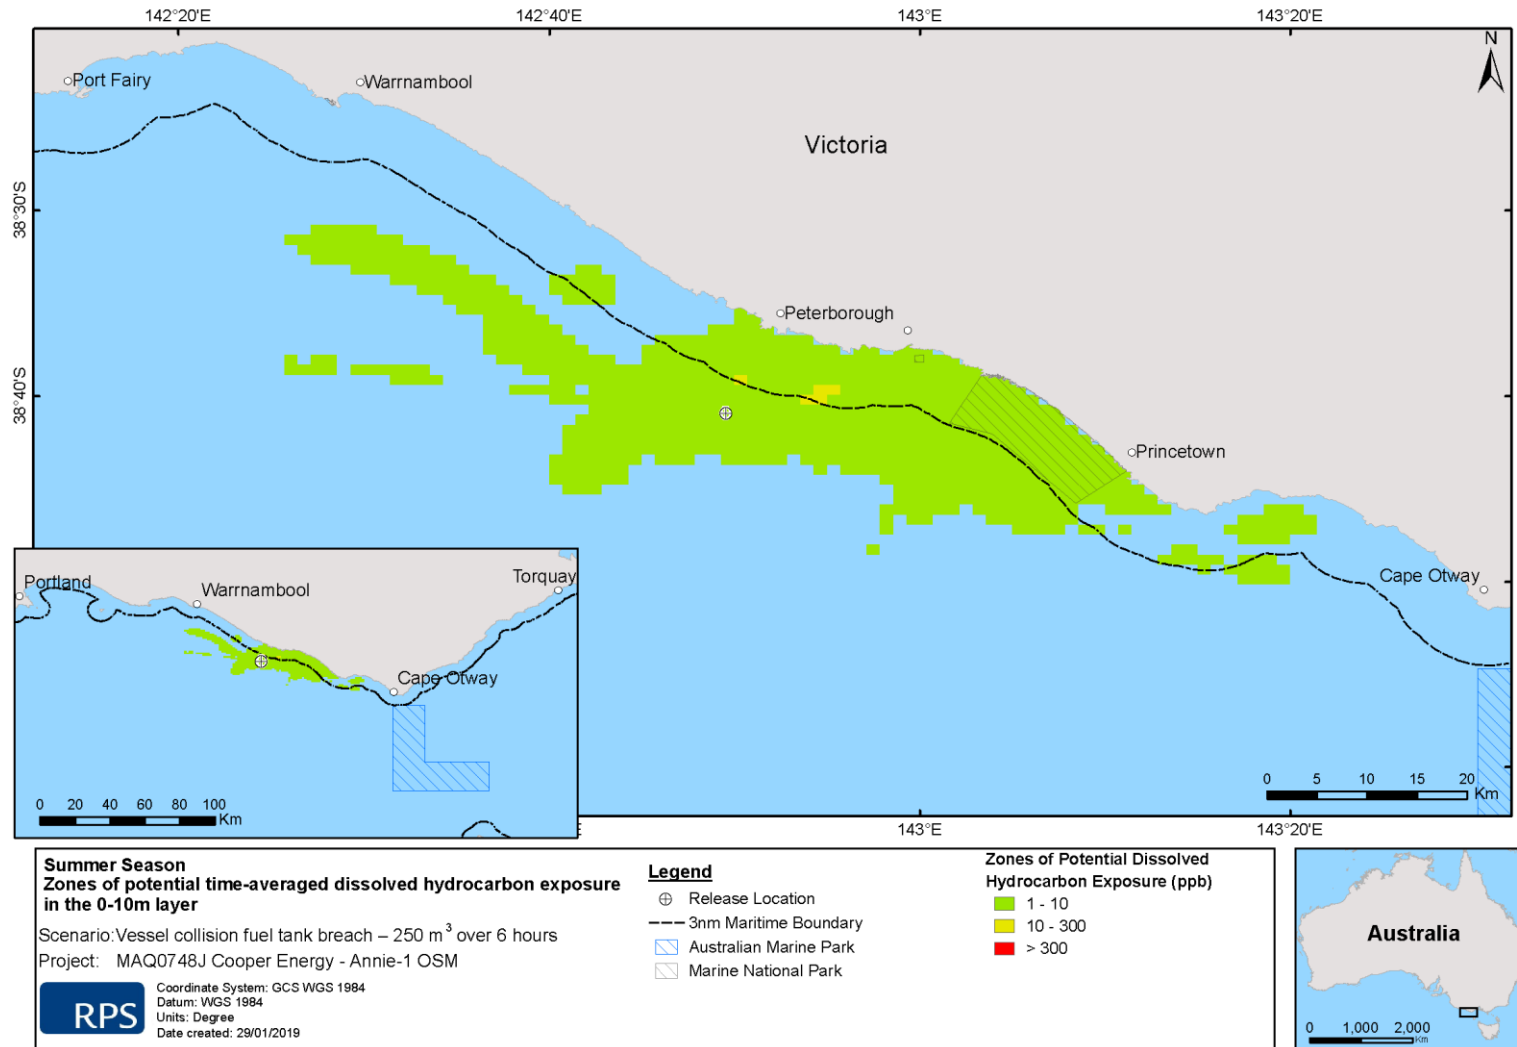 142°20'E
142°40'E
143°E
143°20'E
N
Port Fairy
Warrnambool
Victoria
38°30'S
Peterborough
38°40'S
Princetown
Cape Otway
Portland
Warrnambool
Torquay
Cape Otway
0 20 40 60 80 100
Km
0 5 10 15 20
Km
E
143°E
143°20'E
Summer Season
Zones of potential time-averaged dissolved hydrocarbon exposure
in the 0-10m layer
Scenario: Vessel collision fuel tank breach – 250 m³ over 6 hours
Project: MAQ0748J Cooper Energy - Annie-1 OSM
RPS
Coordinate System: GCS WGS 1984
Datum: WGS 1984
Units: Degree
Date created: 29/01/2019
Legend
Release Location
3nm Maritime Boundary
Australian Marine Park
Marine National Park
Zones of Potential Dissolved
Hydrocarbon Exposure (ppb)
1 - 10
10 - 300
> 300
Australia
0 1,000 2,000
Km